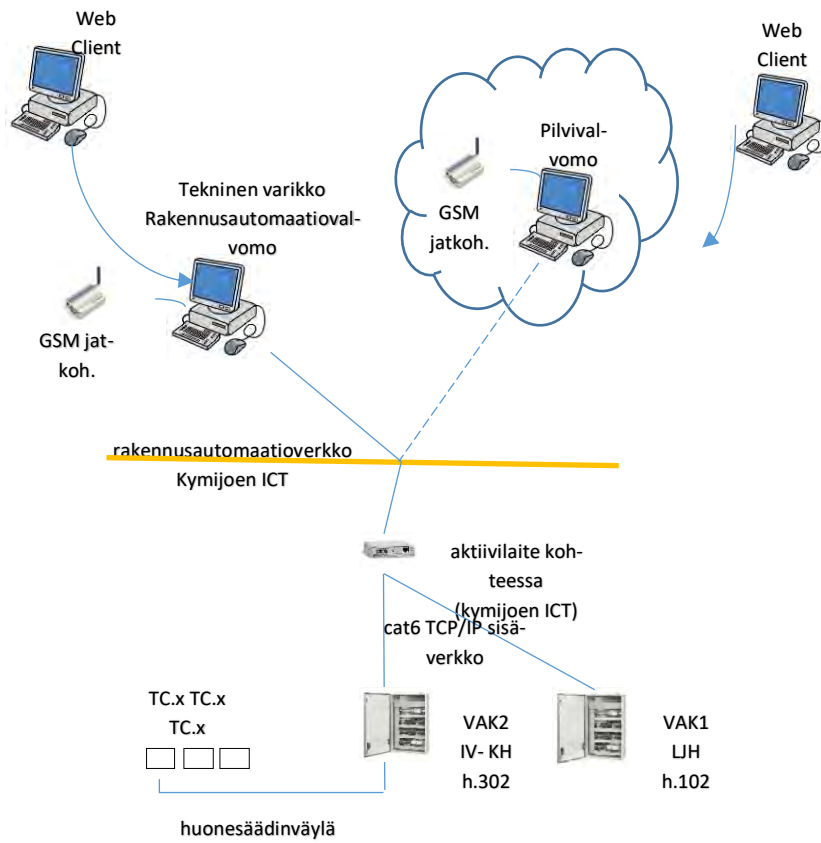 Web
Client
Web
Client
Pilvival-
vomo
GSM
jatkoh.
Tekninen varikko
Rakennusautomaatioval-
vomo
GSM jat-
koh.
rakennusautomaatioverkko
Kymijoen ICT
aktiivilaite koh-
teessa
(kymijoen ICT)
cat6 TCP/IP sisä-
verkko
TC.x TC.x
TC.x
VAK2
IV- KH
h.302
VAK1
LJH
h.102
huonesäädinväylä